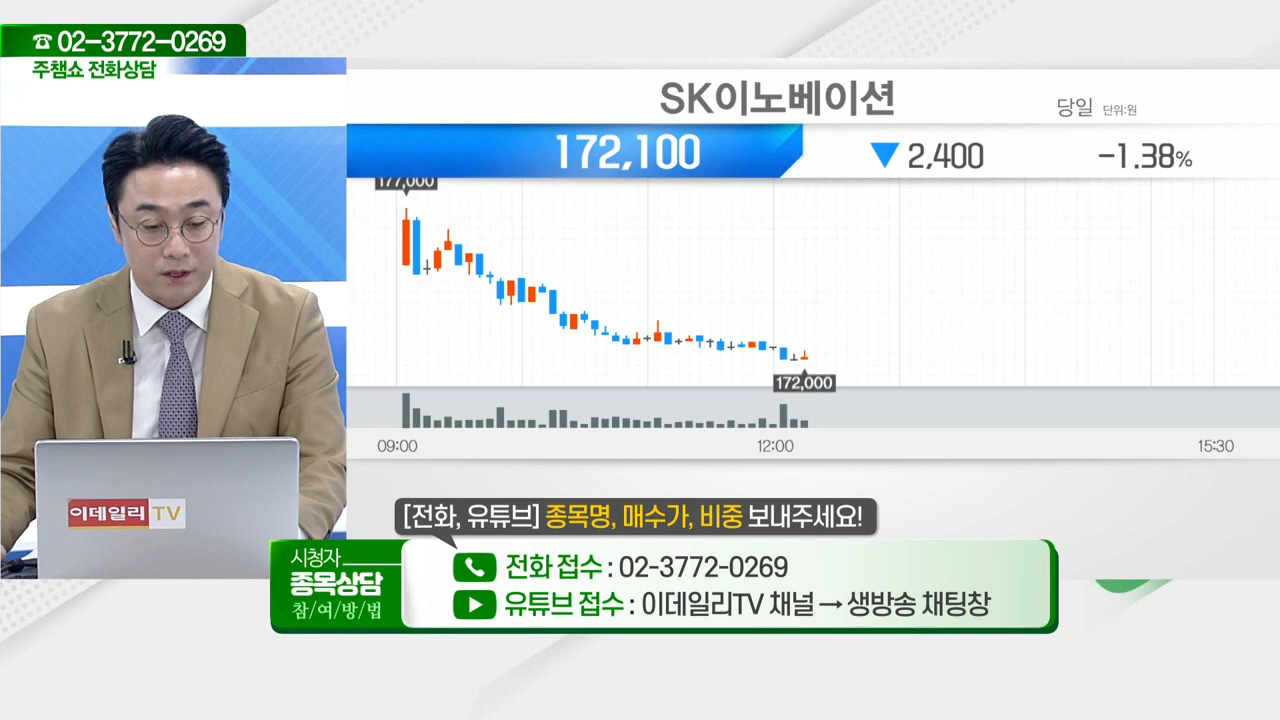 ☎ 02-3772-0269
주챔쇼 전화상담
SK이노베이션
당일 단위:원
172,100 ▼ 2,400 -1.38%
177,000
172,000
09:00 12:00 15:30
이데일리 TV
[전화, 유튜브] 종목명, 매수가, 비중 보내주세요!
시청자
종목상담
참/여/방/법
전화 접수 : 02-3772-0269
유튜브 접수 : 이데일리TV 채널 → 생방송 채팅창